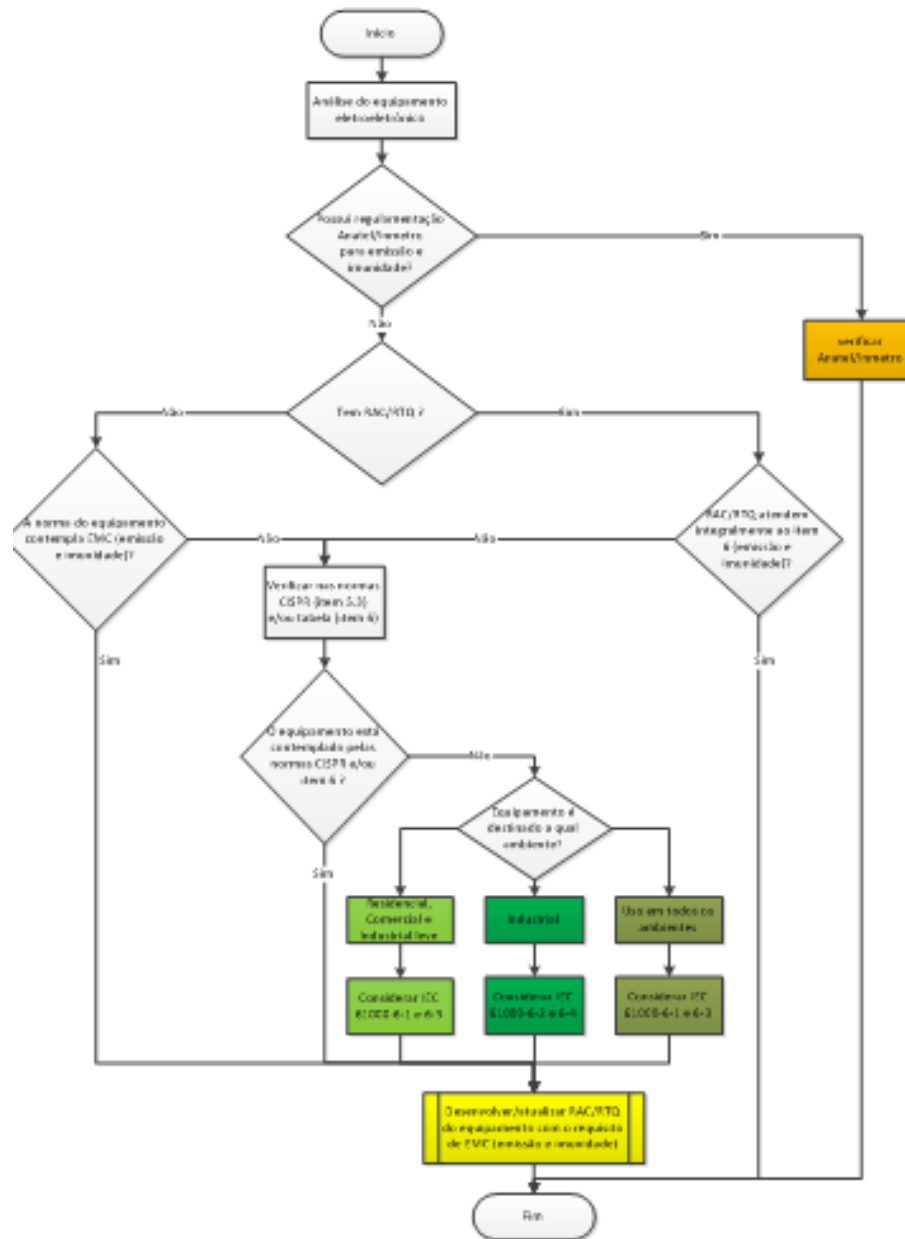 Início
Análise do equipamento
eletroeletrônico
Possui regulamentação
Anatel/Inmetro
para emissão e
imunidade?
Sim
Não
verificar
Anatel/Inmetro
Tem RAC/RTQ ?
Não
Sim
A norma do equipamento
contempla EMC (emissão
e imunidade)?
RAC/RTQ atendem
integralmente ao item
6 (emissão e
imunidade)?
Não
Não
Verificar nas normas
CISPR (item 5.3)
e/ou tabela (item 6)
Sim
Sim
O equipamento está
contemplado pelas
normas CISPR e/ou
item 6 ?
Não
Equipamento é
destinado a qual
ambiente?
Sim
Residencial,
Comercial e
Industrial leve
Industrial
Uso em todos os
ambientes
Considerar IEC
61000-6-1 e 6-3
Considerar IEC
61000-6-2 e 6-4
Considerar IEC
61000-6-1 e 6-3
Desenvolver/atualizar RAC/RTQ
do equipamento com o requisito
de EMC (emissão e imunidade)
Fim